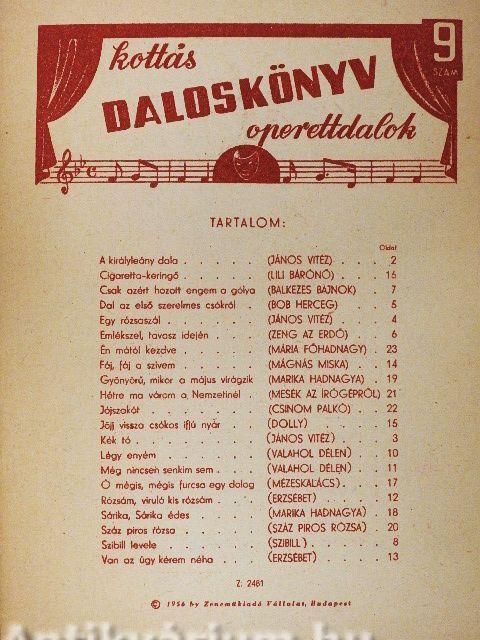 kottás
DALOSKÖNYV
operettdalok
9
SZÁM
TARTALOM:
Oldal
A királyleány dala . . . . . (JÁNOS VITÉZ) . . . 2
Cigaretta-keringő . . . . . (LILI BÁRÓNŐ) . . . 16
Csak azért hozott engem a gólya (BALKEZES BAJNOK) . . 7
Dal az első szerelmes csókról . . (BOB HERCEG) . . . 5
Egy rózsaszál . . . . . . (JÁNOS VITÉZ) . . . 4
Emlékszel, tavasz idején . . . (ZENG AZ ERDŐ) . . . 6
Én mától kezdve . . . . . (MÁRIA FŐHADNAGY) . 23
Fáj, fáj a szívem . . . . . (MÁGNÁS MISKA) . . 14
Gyönyörű, mikor a május virágzik (MARIKA HADNAGYA) . 19
Hétre ma várom a Nemzetinél . (MESÉK AZ ÍRÓGÉPRŐL) 21
Jójszakát . . . . . . . (CSINOM PALKÓ) . . 22
Jöjj vissza csókos ifjú nyár . . (DOLLY) . . . . 15
Kék tó . . . . . . . . (JÁNOS VITÉZ) . . . 3
Légy enyém . . . . . . (VALAHOL DÉLEN) . . 10
Még nincsen senkim sem . . . (VALAHOL DÉLEN) . . 11
Ó mégis, mégis furcsa egy dolog (MÉZESKALÁCS) . . . 17
Rózsám, viruló kis rózsám . . . (ERZSÉBET) . . . . 12
Sárika, Sárika édes . . . . (MARIKA HADNAGYA) . 18
Száz piros rózsa . . . . . (SZÁZ PIROS RÓZSA) . 20
Szibill levele . . . . . . (SZIBILL) . . . . . 8
Van az úgy kérem néha . . . (ERZSÉBET) . . . . 13
Z. 2461
© 1956 by Zeneműkiadó Vállalat, Budapest
Antikvárium.hu